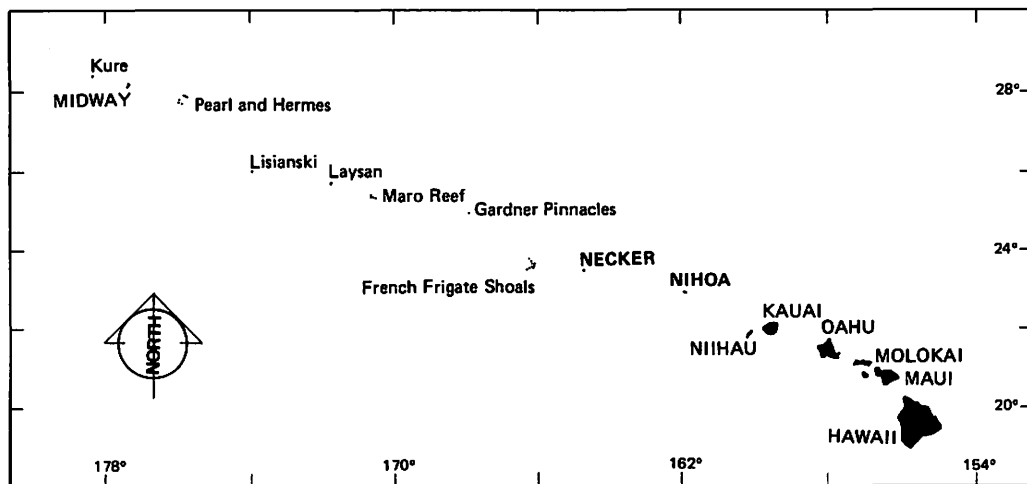 Kure
MIDWAY
Pearl and Hermes
28°
Lisianski
Laysan
Maro Reef
Gardner Pinnacles
24°
NECKER
French Frigate Shoals
NIHOA
KAUAI
OAHU
NIIHAU
MOLOKAI
MAUI
NORTH
20°
HAWAII
178°
170°
162°
154°